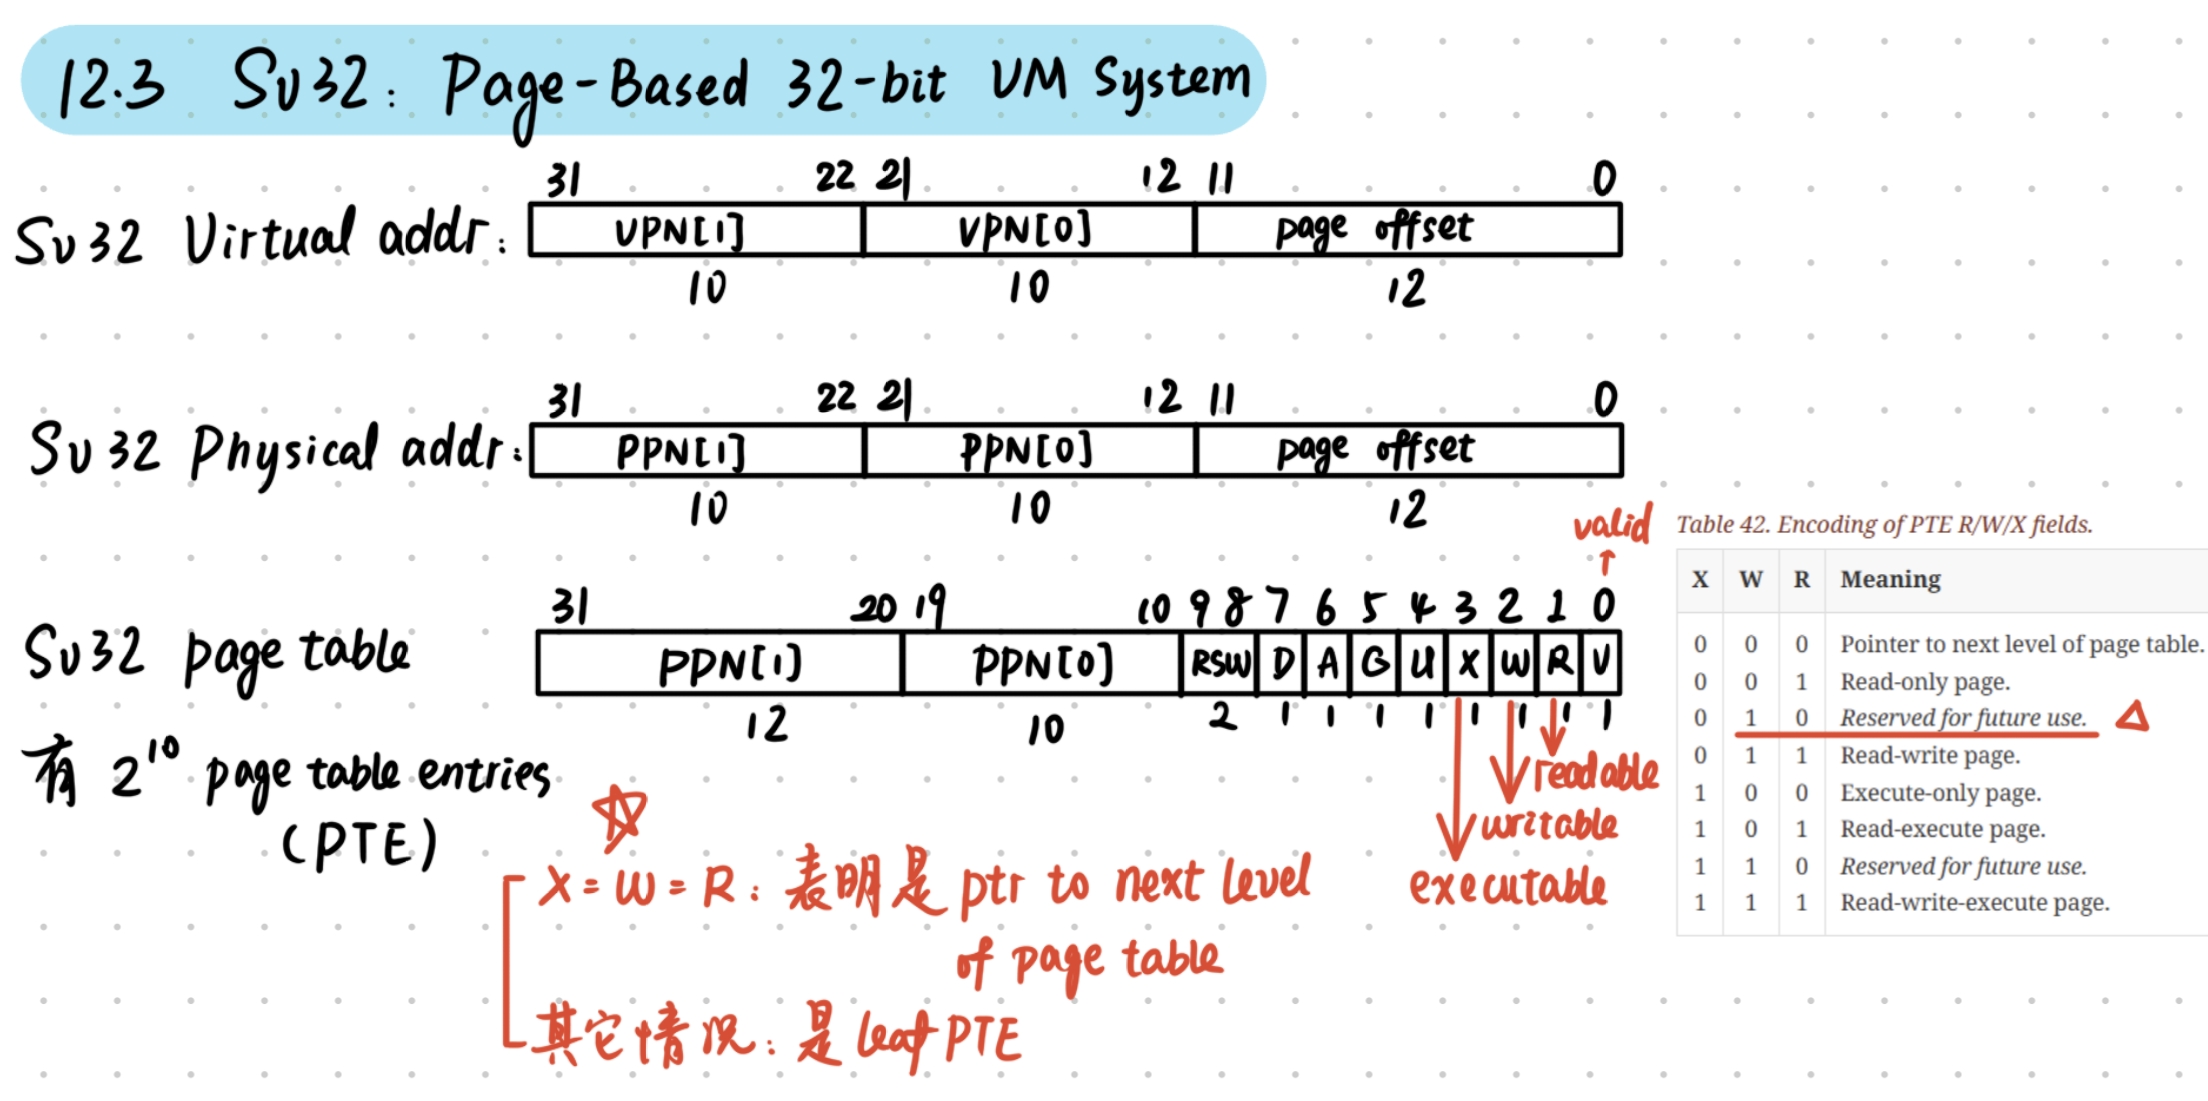 12.3 Sv32: Page-Based 32-bit VM System
31 22 21 12 11 0
Sv32 Virtual addr: VPN[1] VPN[0] page offset
10 10 12
31 22 21 12 11 0
Sv32 Physical addr: PPN[1] PPN[0] page offset
10 10 12
valid
↑
31 20 19 10 9 8 7 6 5 4 3 2 1 0
Sv32 page table PPN[1] PPN[0] RSW D A G U X W R V
12 10 2 1 1 1 1 1 1 1 1
有 2^10 page table entries
(PTE)
readable
writable
executable
☆
X = W = R: 表明是 ptr to next level
of page table
其它情况: 是 leaf PTE
Table 42. Encoding of PTE R/W/X fields.
X W R Meaning
0 0 0 Pointer to next level of page table.
0 0 1 Read-only page.
0 1 0 Reserved for future use. △
0 1 1 Read-write page.
1 0 0 Execute-only page.
1 0 1 Read-execute page.
1 1 0 Reserved for future use.
1 1 1 Read-write-execute page.